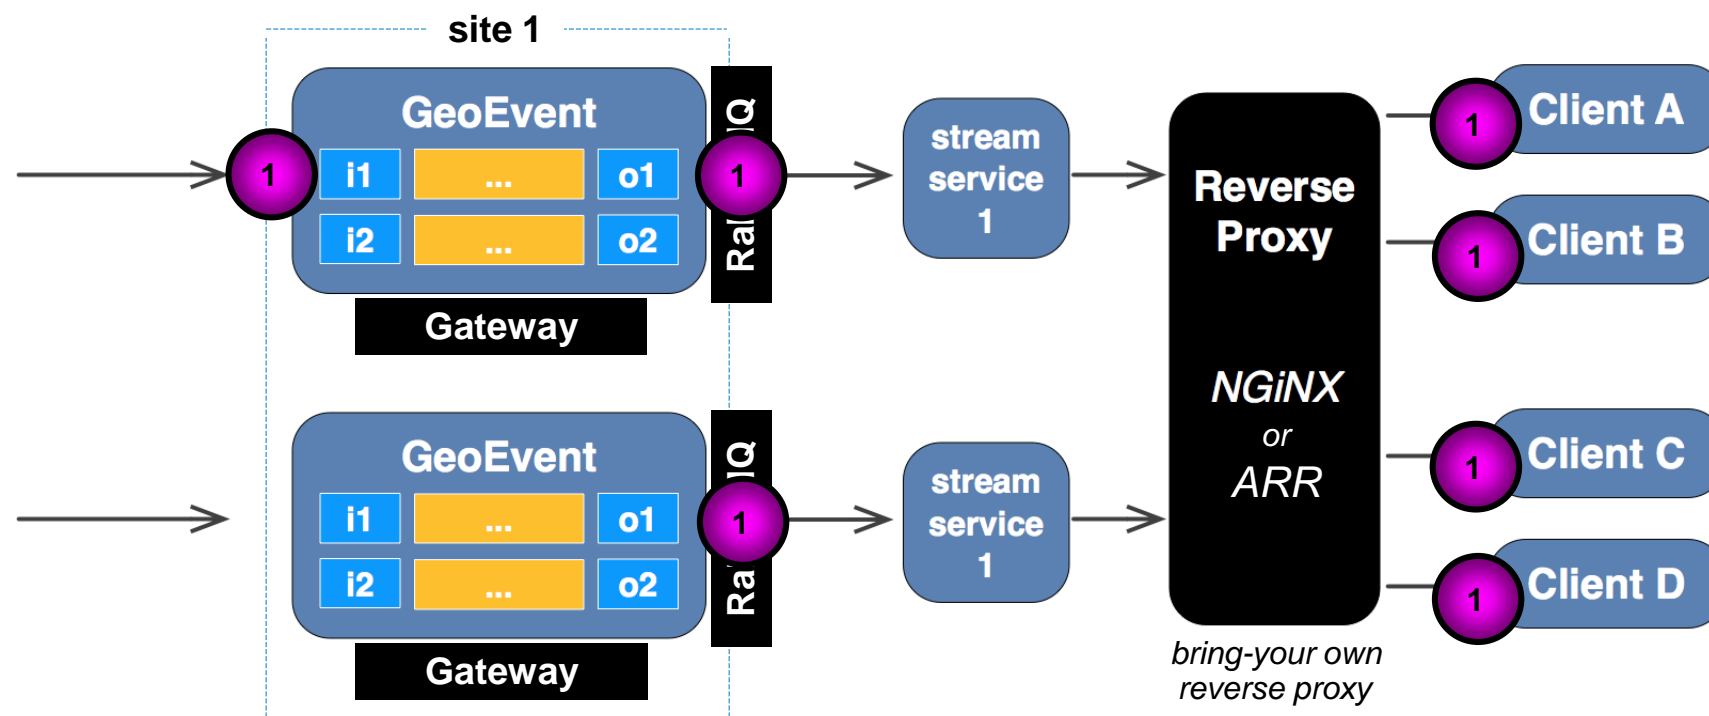 site 1
GeoEvent
1
i1
...
o1
1
i2
...
o2
Gateway
stream
service
1
Reverse
Proxy
NGiNX
or
ARR
bring-your own
reverse proxy
1
Client A
1
Client B
1
Client C
1
Client D
GeoEvent
i1
...
o1
1
i2
...
o2
Gateway
stream
service
1